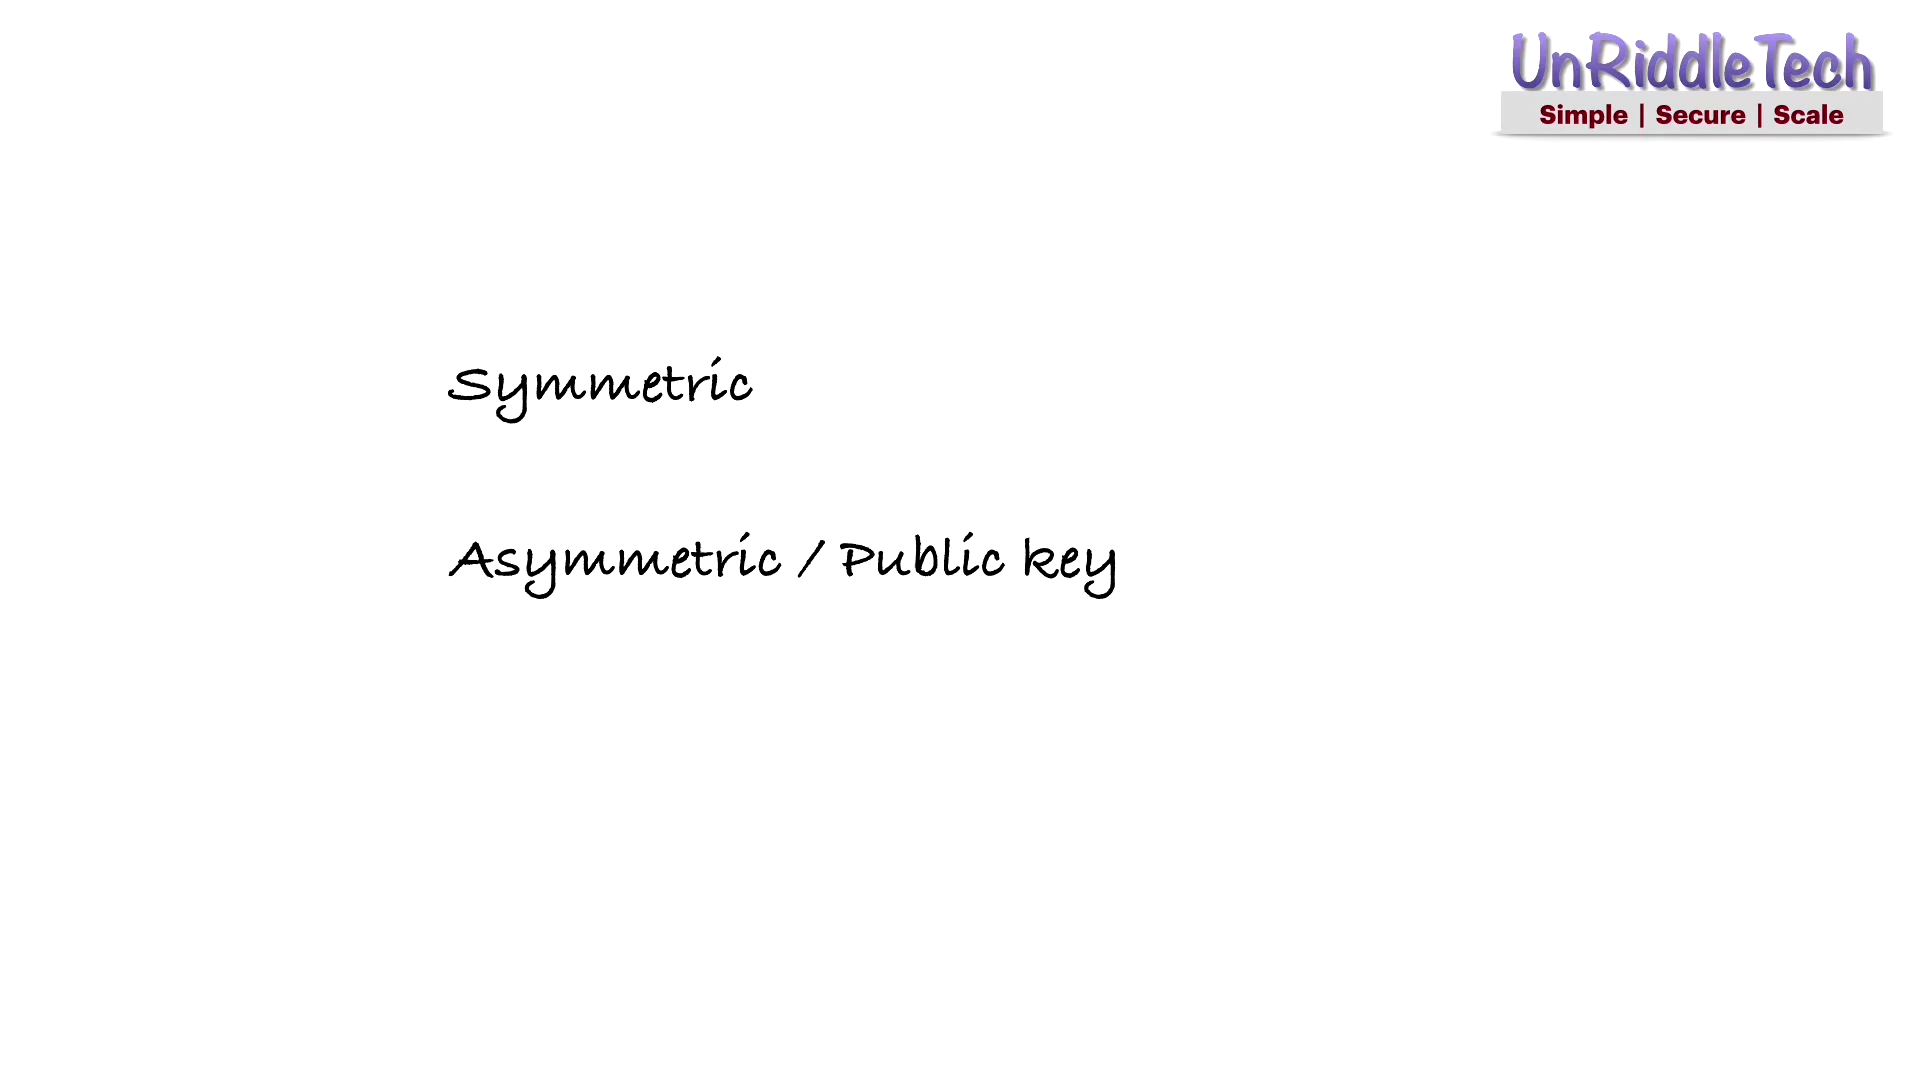 UnRiddleTech
Simple | Secure | Scale
Symmetric
Asymmetric / Public key